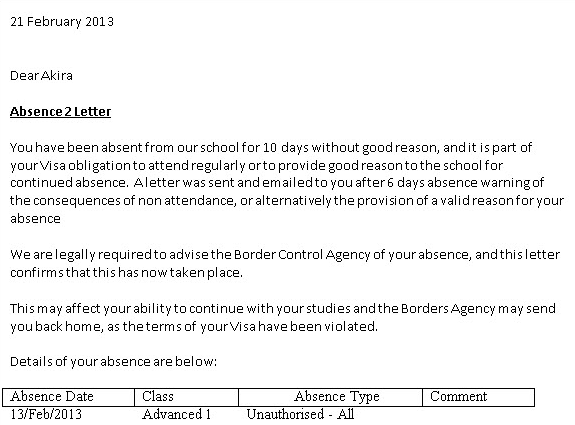 21 February 2013
Dear Akira
Absence 2 Letter
You have been absent from our school for 10 days without good reason, and it is part of
your Visa obligation to attend regularly or to provide good reason to the school for
continued absence. A letter was sent and emailed to you after 6 days absence warning of
the consequences of non attendance, or alternatively the provision of a valid reason for your
absence
We are legally required to advise the Border Control Agency of your absence, and this letter
confirms that this has now taken place.
This may affect your ability to continue with your studies and the Borders Agency may send
you back home, as the terms of your Visa have been violated.
Details of your absence are below:
Absence Date Class Absence Type Comment
13/Feb/2013 Advanced 1 Unauthorised - All